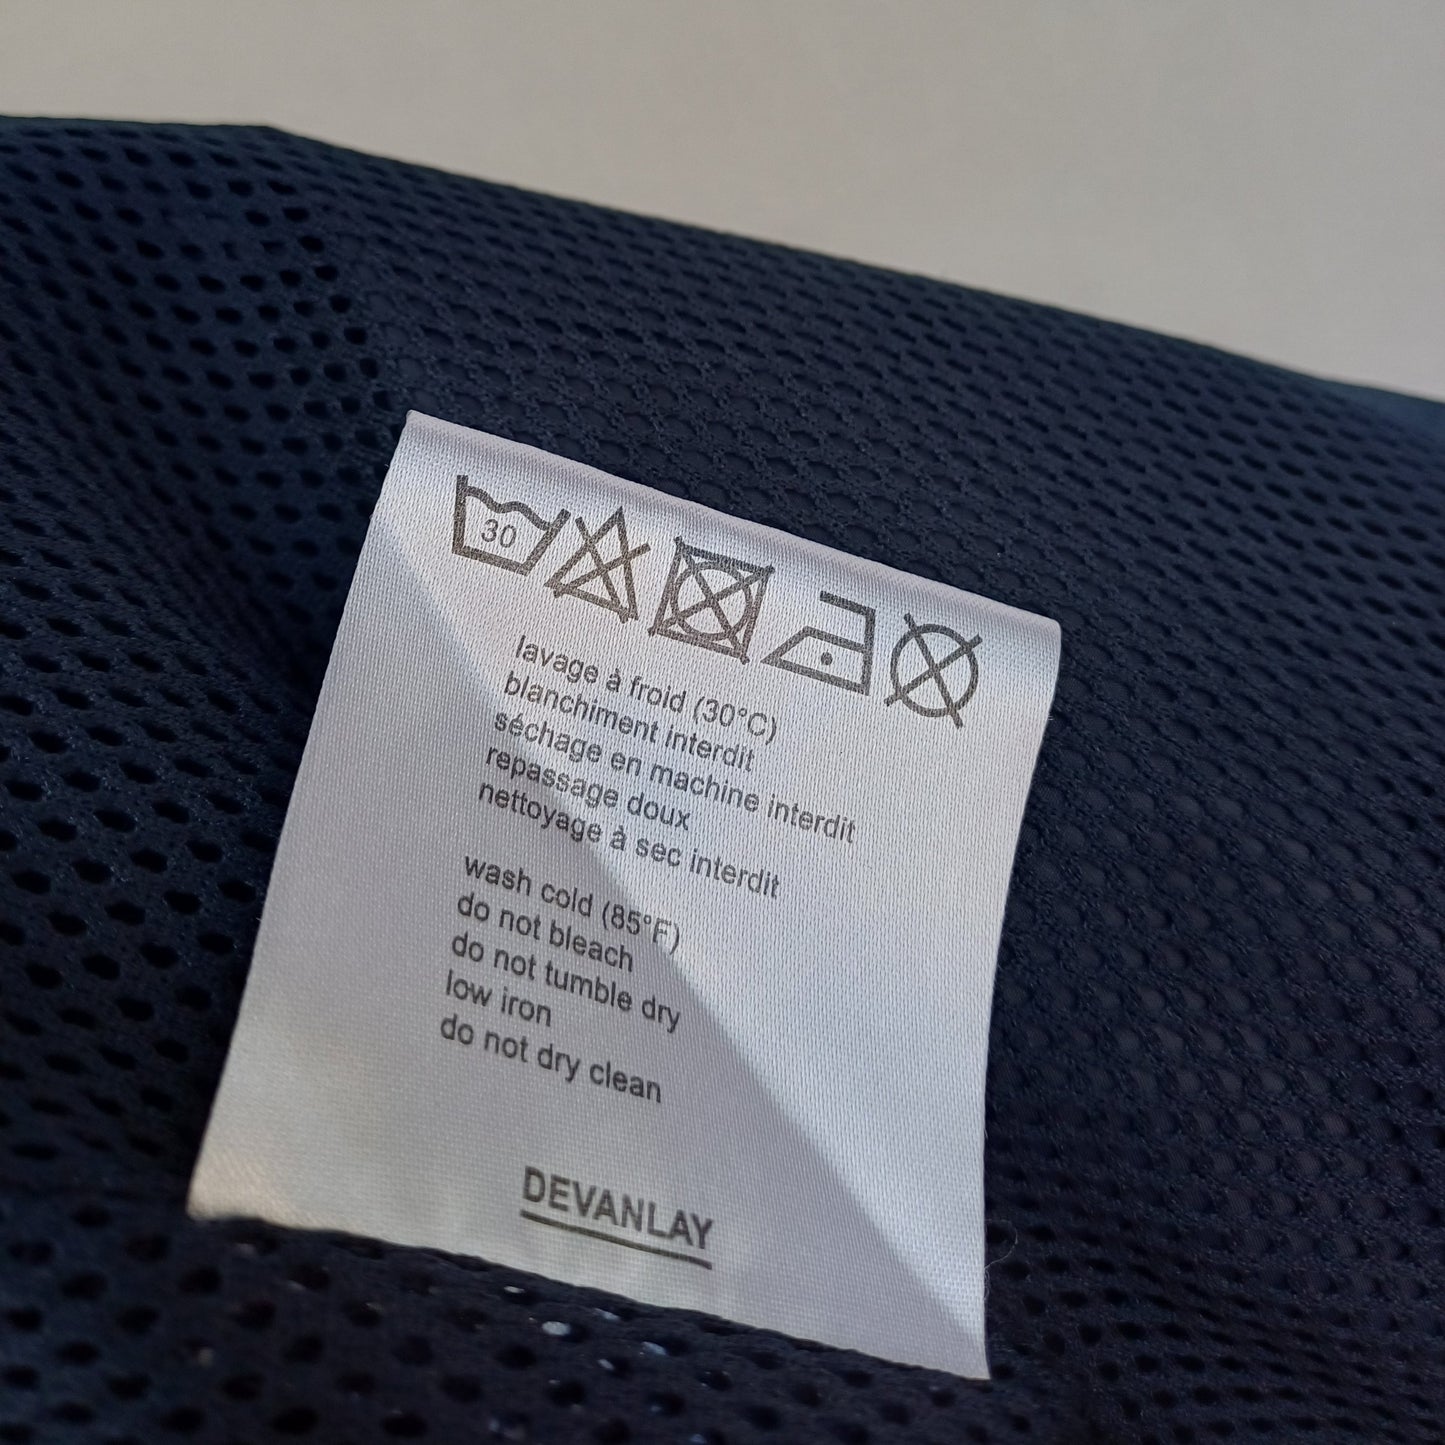 30
lavage à froid (30°C)
blanchiment interdit
séchage en machine interdit
repassage doux
nettoyage à sec interdit
wash cold (85°F)
do not bleach
do not tumble dry
low iron
do not dry clean
DEVANLAY